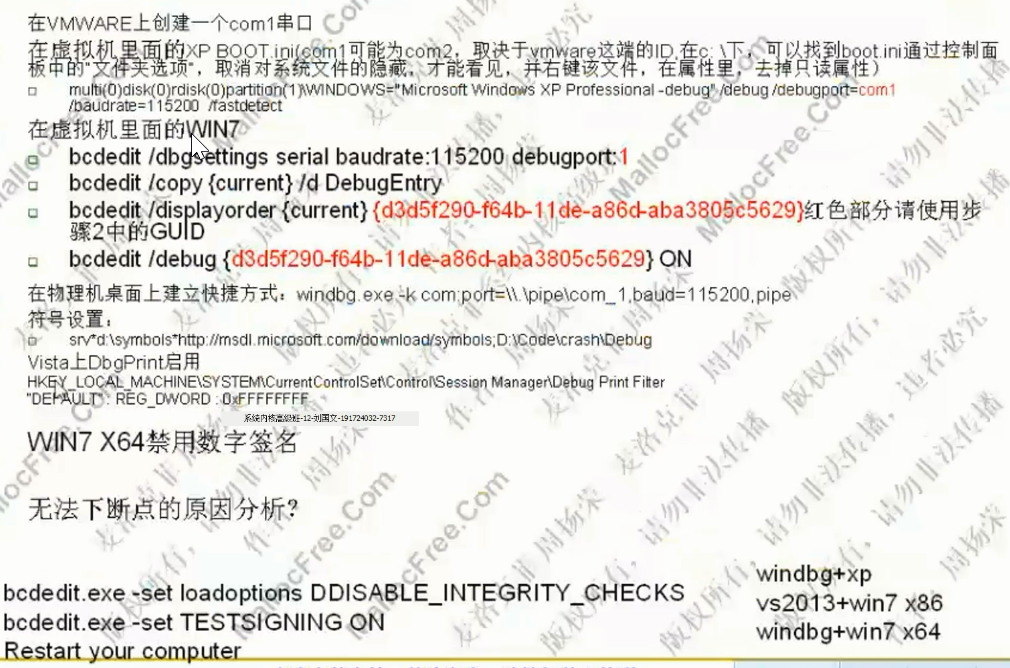 在VMWARE上创建一个com1串口
在虚拟机里面的XP BOOT.ini(com1可能为com2，取决于vmware这端的ID,在c: \下，可以找到boot.ini通过控制面
板中的"文件夹选项"，取消对系统文件的隐藏，才能看见，并右键该文件，在属性里，去掉只读属性）
multi(0)disk(0)rdisk(0)partition(1)\WINDOWS="Microsoft Windows XP Professional -debug" /debug /debugport=com1
/baudrate=115200 /fastdetect
在虚拟机里面的WIN7
bcdedit /dbgsettings serial baudrate:115200 debugport:1
bcdedit /copy {current} /d DebugEntry
bcdedit /displayorder {current} {d3d5f290-f64b-11de-a86d-aba3805c5629}红色部分请使用步
骤2中的GUID
bcdedit /debug {d3d5f290-f64b-11de-a86d-aba3805c5629} ON
在物理机桌面上建立快捷方式：windbg.exe -k com:port=\\.\pipe\com_1,baud=115200,pipe
符号设置：
srv*d:\symbols*http://msdl.microsoft.com/download/symbols;D:\Code\crash\Debug
Vista上DbgPrint启用
HKEY_LOCAL_MACHINE\SYSTEM\CurrentControlSet\Control\Session Manager\Debug Print Filter
"DEFAULT" : REG_DWORD : 0xFFFFFFFF
系统内核高级班-12-刘国文-191724032-7317
WIN7 X64禁用数字签名
无法下断点的原因分析？
bcdedit.exe -set loadoptions DDISABLE_INTEGRITY_CHECKS
bcdedit.exe -set TESTSIGNING ON
Restart your computer
windbg+xp
vs2013+win7 x86
windbg+win7 x64